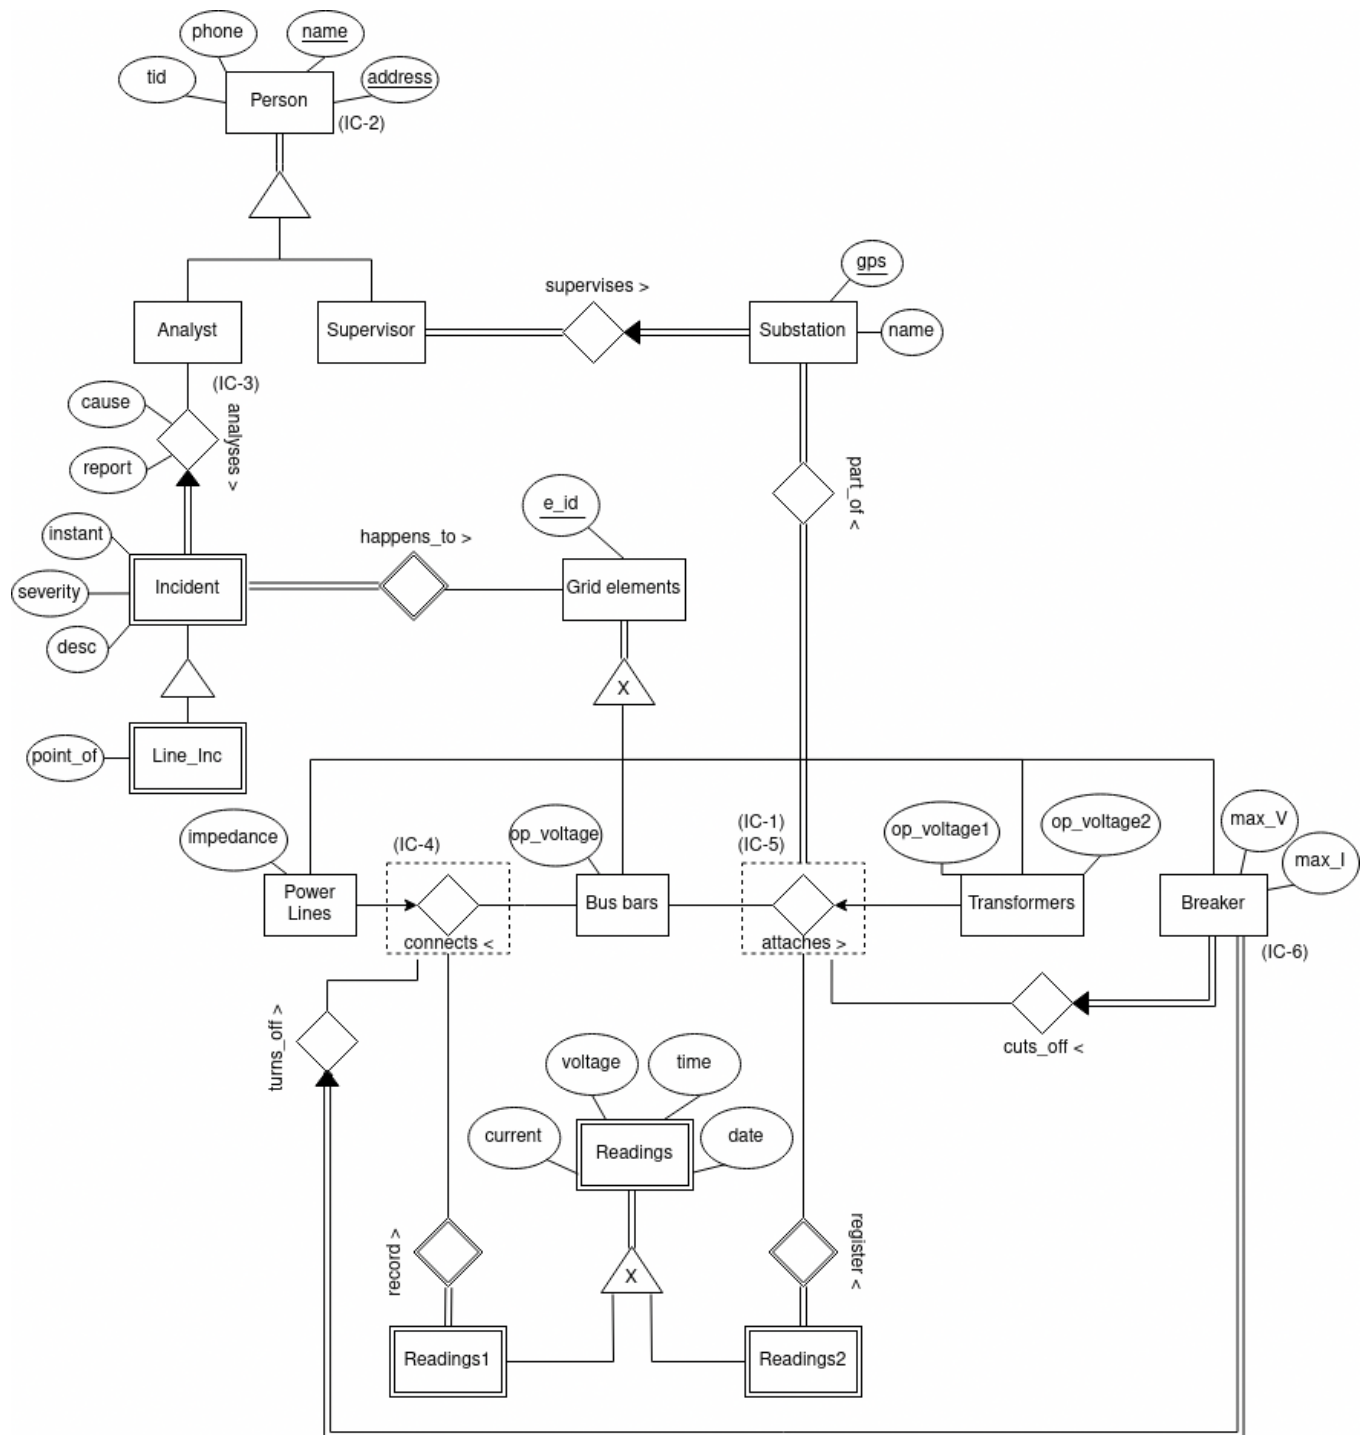 phone
name
tid
address
Person
(IC-2)
gps
supervises >
Analyst
Supervisor
Substation
name
(IC-3)
cause
analyses >
report
part_of <
e_id
instant
happens_to >
Incident
Grid elements
severity
desc
X
point_of
Line_Inc
impedance
op_voltage
(IC-1)
(IC-5)
op_voltage1
op_voltage2
max_V
(IC-4)
max_I
Power
Lines
Bus bars
Transformers
Breaker
connects <
attaches >
(IC-6)
turns_off >
cuts_off <
voltage
time
current
Readings
date
record >
register <
X
Readings1
Readings2